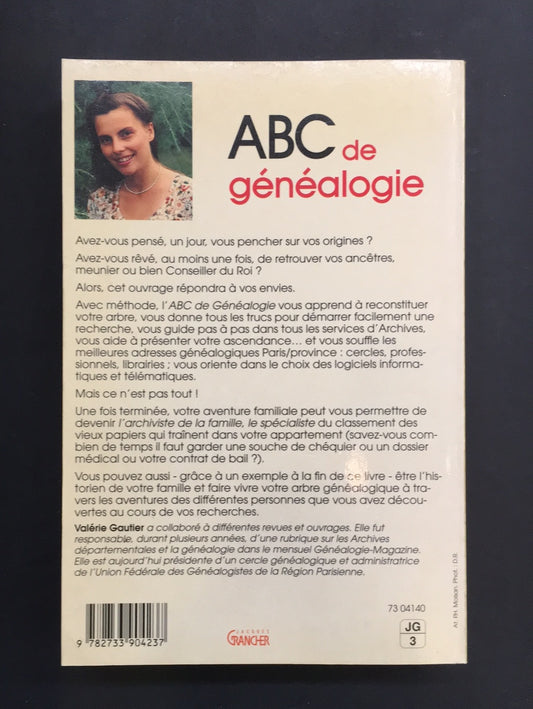 ABC de
généalogie
Avez-vous pensé, un jour, vous pencher sur vos origines ?
Avez-vous rêvé, au moins une fois, de retrouver vos ancêtres,
meunier ou bien Conseiller du Roi ?
Alors, cet ouvrage répondra à vos envies.
Avec méthode, l'ABC de Généalogie vous apprend à reconstituer
votre arbre, vous donne tous les trucs pour démarrer facilement une
recherche, vous guide pas à pas dans tous les services d'Archives,
vous aide à présenter votre ascendance... et vous souffle les
meilleures adresses généalogiques Paris/province : cercles, profes-
sionnels, librairies ; vous oriente dans le choix des logiciels informa-
tiques et télématiques.
Mais ce n'est pas tout !
Une fois terminée, votre aventure familiale peut vous permettre de
devenir l'archiviste de la famille, le spécialiste du classement des
vieux papiers qui traînent dans votre appartement (savez-vous com-
bien de temps il faut garder une souche de chéquier ou un dossier
médical ou votre contrat de bail ?).
Vous pouvez aussi - grâce à un exemple à la fin de ce livre - être l'his-
torien de votre famille et faire vivre votre arbre généalogique à tra-
vers les aventures des différentes personnes que vous avez décou-
vertes au cours de vos recherches.
Valérie Gautier a collaboré à différentes revues et ouvrages. Elle fut
responsable, durant plusieurs années, d'une rubrique sur les Archives
départementales et la généalogie dans le mensuel Généalogie-Magazine.
Elle est aujourd'hui présidente d'un cercle généalogique et administratrice
de l'Union Fédérale des Généalogistes de la Région Parisienne.
9 782733 904237
JACQUES
GRANCHER
73 04140
JG
3
At. P.H. Moisan. Phot. : D.R.